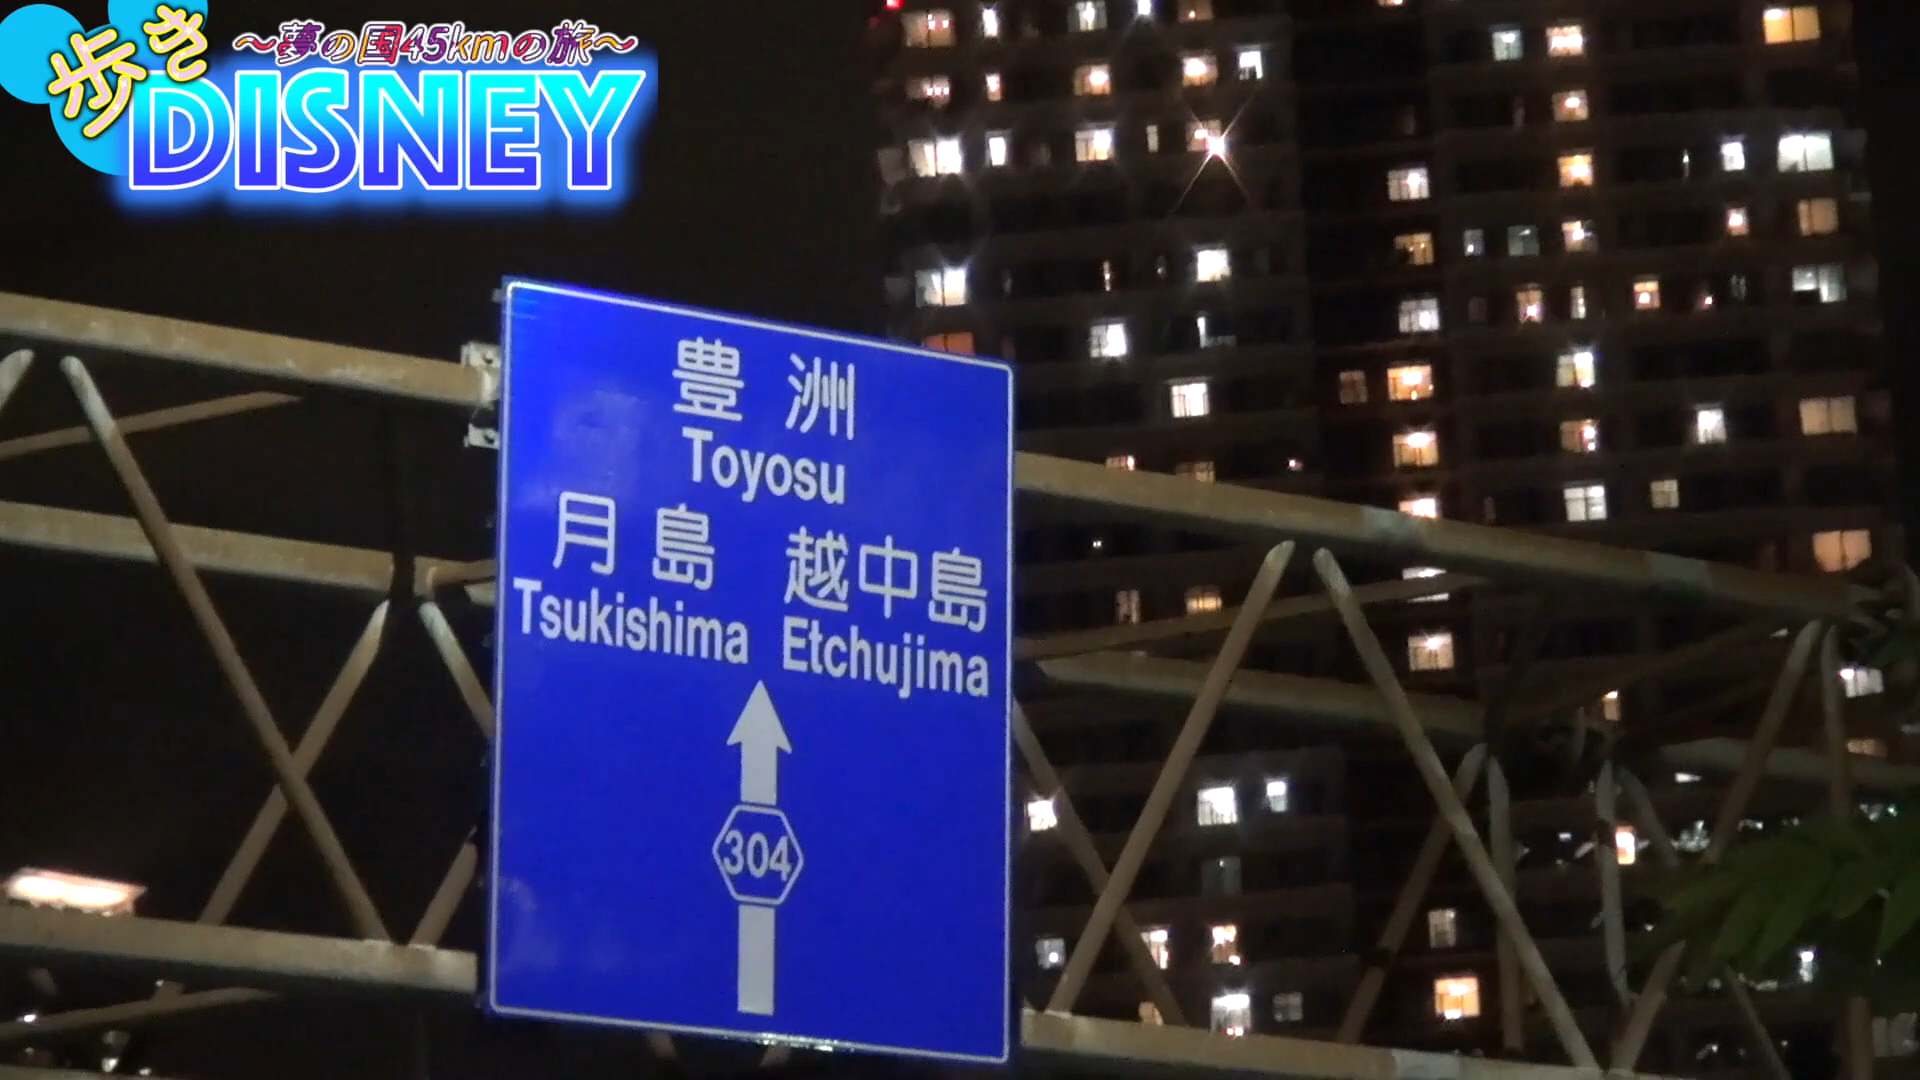 歩き
～夢の国45kmの旅～
DISNEY
豊洲
Toyosu
月島 越中島
Tsukishima Etchujima
304